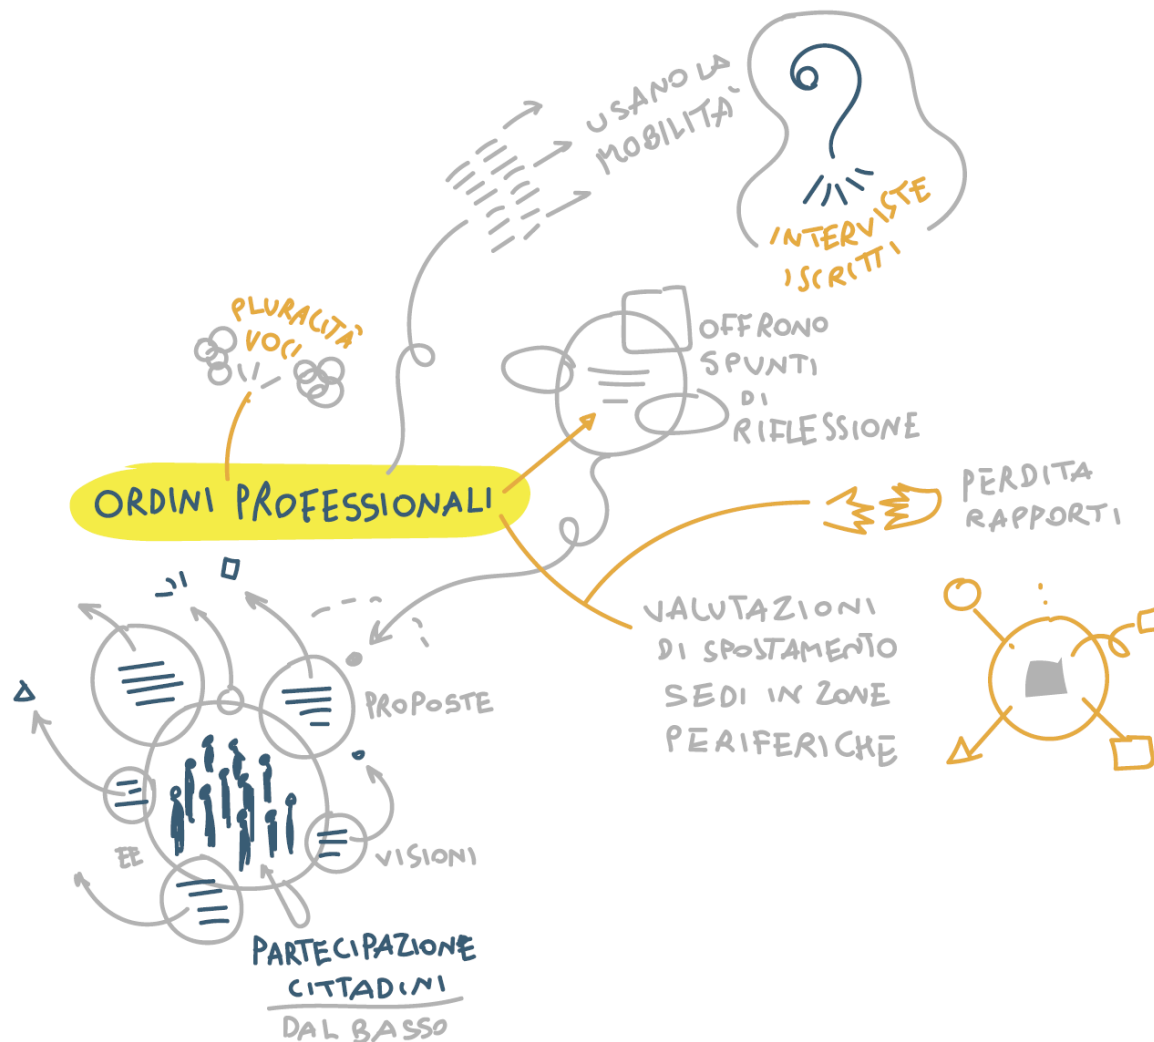 USANO LA
MOBILITÀ
INTERVISTE
ISCRITTI
PLURALITÀ
VOCI
OFFRONO
SPUNTI
DI
RIFLESSIONE
ORDINI PROFESSIONALI
PERDITA
RAPPORTI
VALUTAZIONI
DI SPOSTAMENTO
SEDI IN ZONE
PERIFERICHE
PROPOSTE
EE
VISIONI
PARTECIPAZIONE
CITTADINI
DAL BASSO